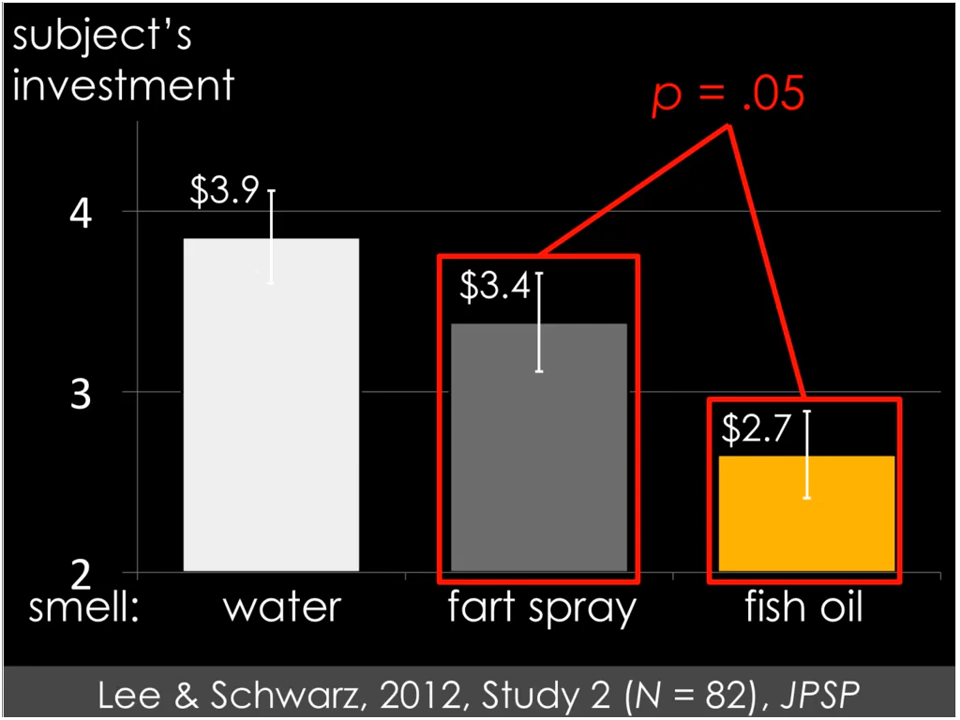 subject’s
investment
p = .05
$3.9
4
$3.4
3
$2.7
2
smell: water fart spray fish oil
Lee & Schwarz, 2012, Study 2 (N = 82), JPSP